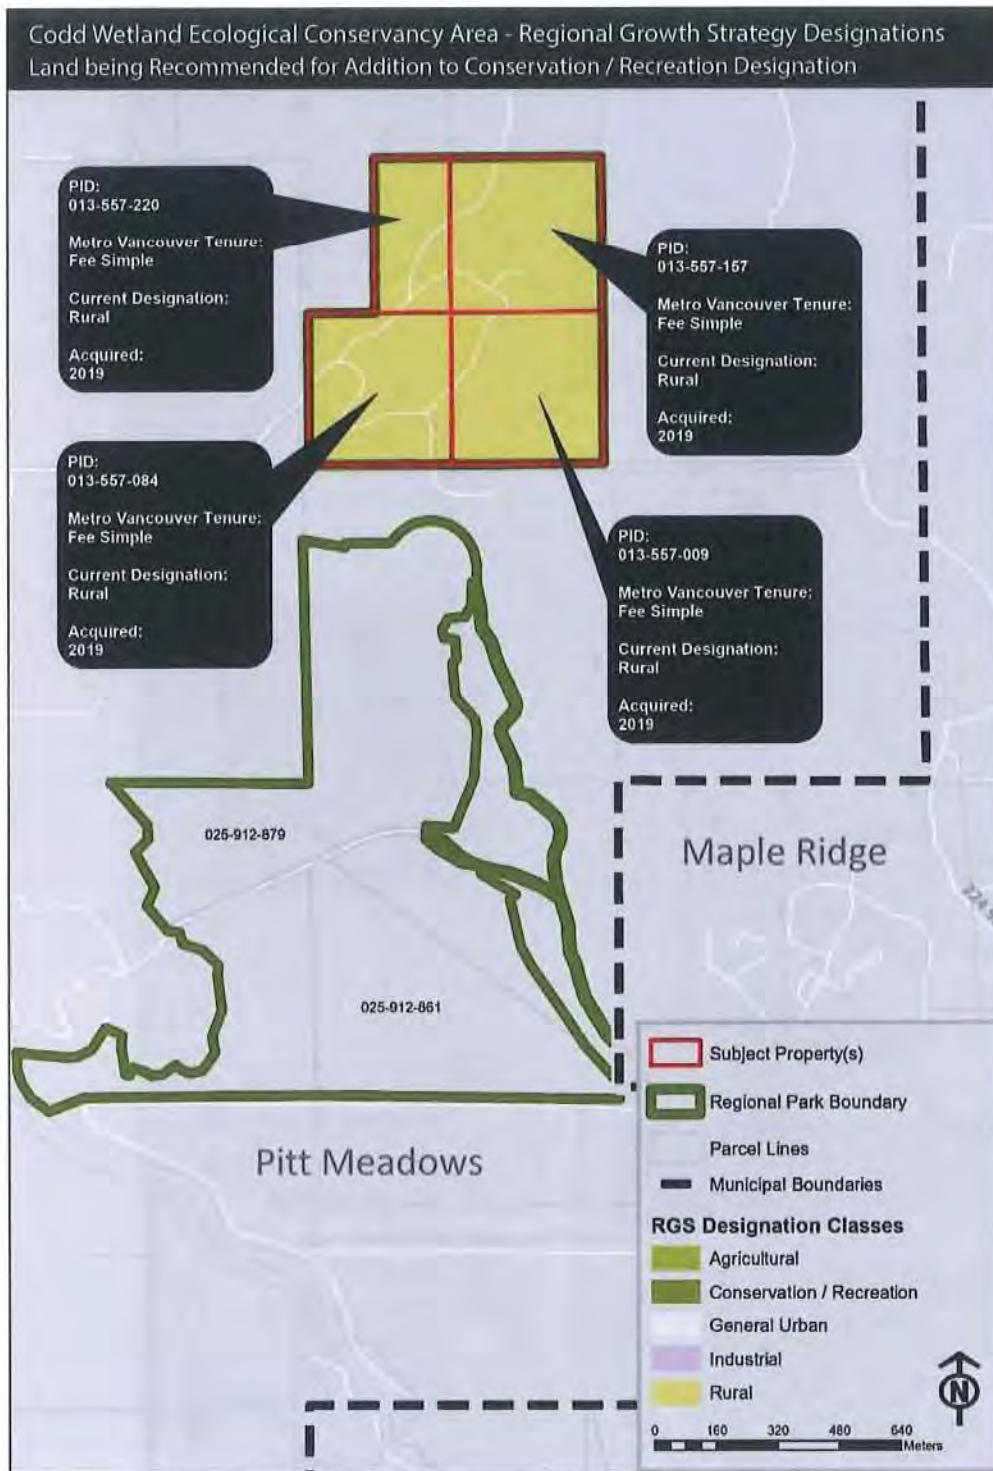 Codd Wetland Ecological Conservancy Area - Regional Growth Strategy Designations
Land being Recommended for Addition to Conservation / Recreation Designation
PID:
013-557-220
Metro Vancouver Tenure:
Fee Simple
Current Designation:
Rural
Acquired:
2019
PID:
013-557-157
Metro Vancouver Tenure:
Fee Simple
Current Designation:
Rural
Acquired:
2019
PID:
013-557-084
Metro Vancouver Tenure:
Fee Simple
Current Designation:
Rural
Acquired:
2019
PID:
013-557-009
Metro Vancouver Tenure:
Fee Simple
Current Designation:
Rural
Acquired:
2019
025-912-879
Maple Ridge
025-912-861
Pitt Meadows
Subject Property(s)
Regional Park Boundary
Parcel Lines
Municipal Boundaries
RGS Designation Classes
Agricultural
Conservation / Recreation
General Urban
Industrial
Rural
N
0 160 320 480 640
Meters